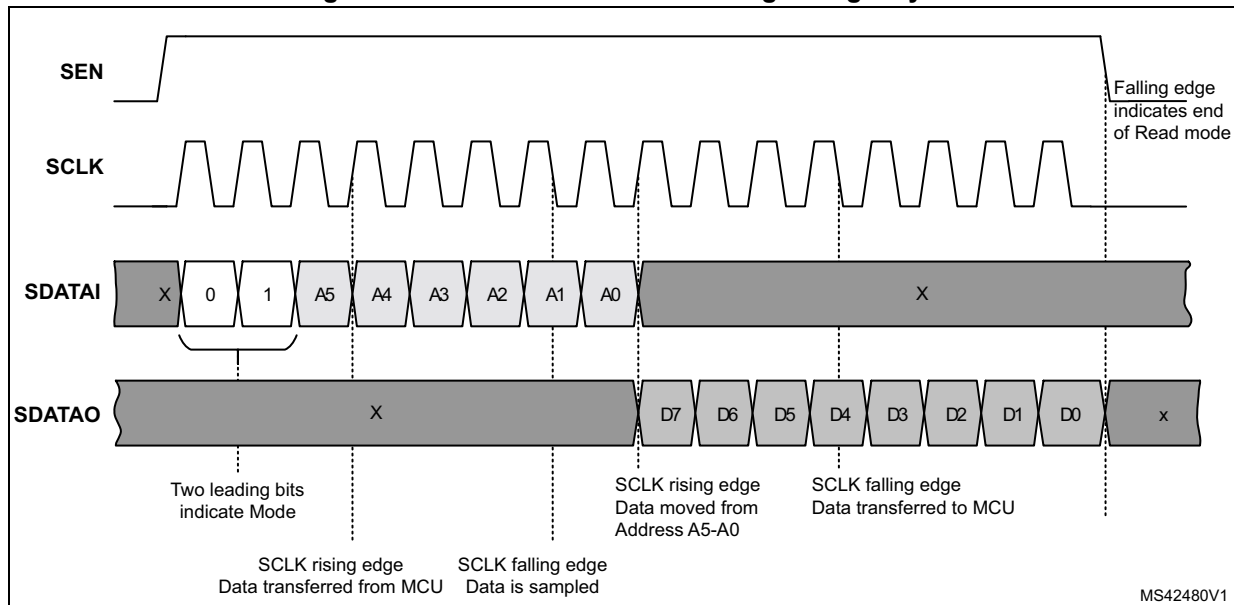 SEN
Falling edge
indicates end
of Read mode
SCLK
SDATAI
X 0 1 A5 A4 A3 A2 A1 A0 X
SDATAO
X D7 D6 D5 D4 D3 D2 D1 D0 x
Two leading bits
indicate Mode
SCLK rising edge
Data moved from
Address A5-A0
SCLK falling edge
Data transferred to MCU
SCLK rising edge
Data transferred from MCU
SCLK falling edge
Data is sampled
MS42480V1